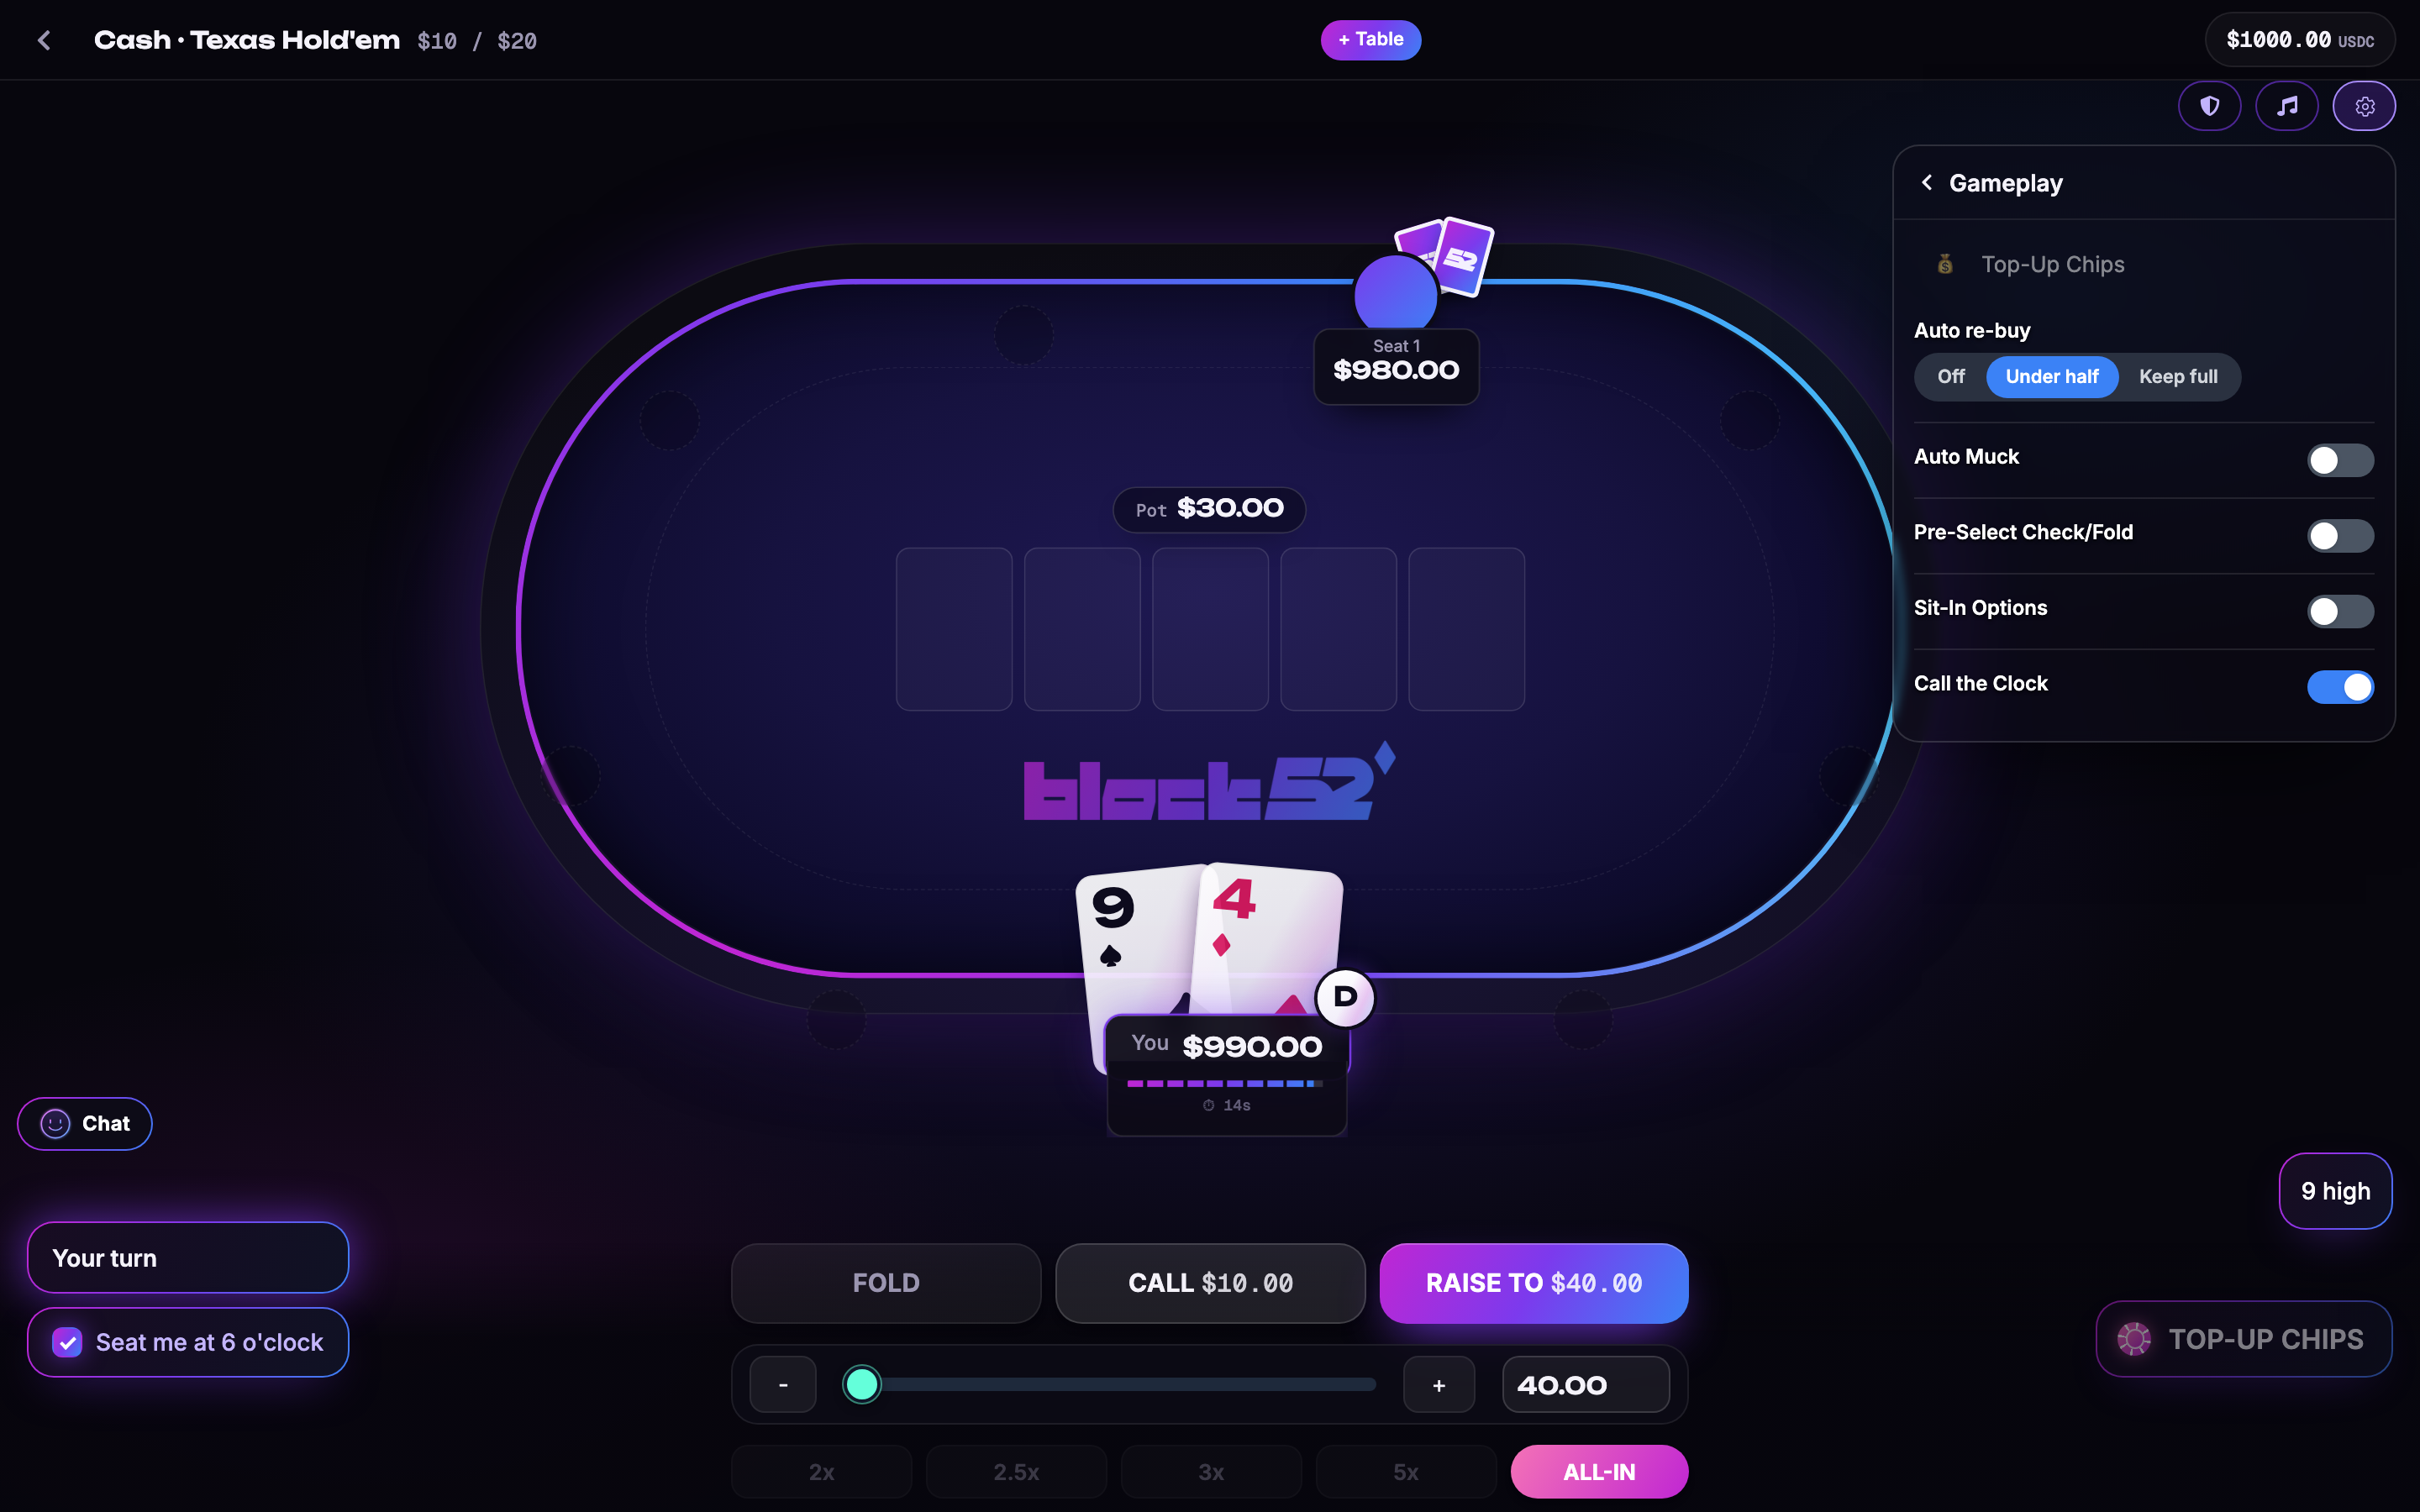 Cash · Texas Hold'em $10 / $20
+ Table
$1000.00 USDC
Gameplay
Top-Up Chips
Auto re-buy
Off Under half Keep full
Auto Muck
Pre-Select Check/Fold
Sit-In Options
Call the Clock
52
Seat 1
$980.00
Pot $30.00
block52
9
4
D
You $990.00
14s
Chat
9 high
Your turn
Seat me at 6 o'clock
FOLD
CALL $10.00
RAISE TO $40.00
TOP-UP CHIPS
-
+
40.00
2x
2.5x
3x
5x
ALL-IN